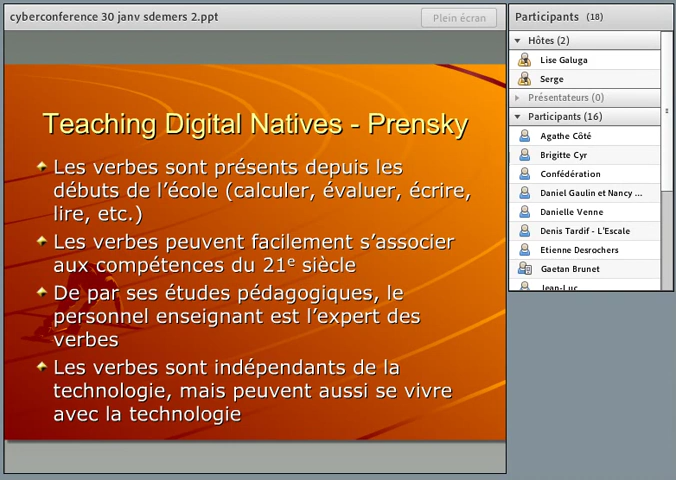 cyberconference 30 janv sdemers 2.ppt
Plein écran
Teaching Digital Natives - Prensky
Les verbes sont présents depuis les
débuts de l'école (calculer, évaluer, écrire,
lire, etc.)
Les verbes peuvent facilement s'associer
aux compétences du 21e siècle
De par ses études pédagogiques, le
personnel enseignant est l'expert des
verbes
Les verbes sont indépendants de la
technologie, mais peuvent aussi se vivre
avec la technologie
Participants (18)
Hôtes (2)
Lise Galuga
Serge
Présentateurs (0)
Participants (16)
Agathe Côté
Brigitte Cyr
Confédération
Daniel Gaulin et Nancy ...
Danielle Venne
Denis Tardif - L'Escale
Etienne Desrochers
Gaetan Brunet
Jean-Luc